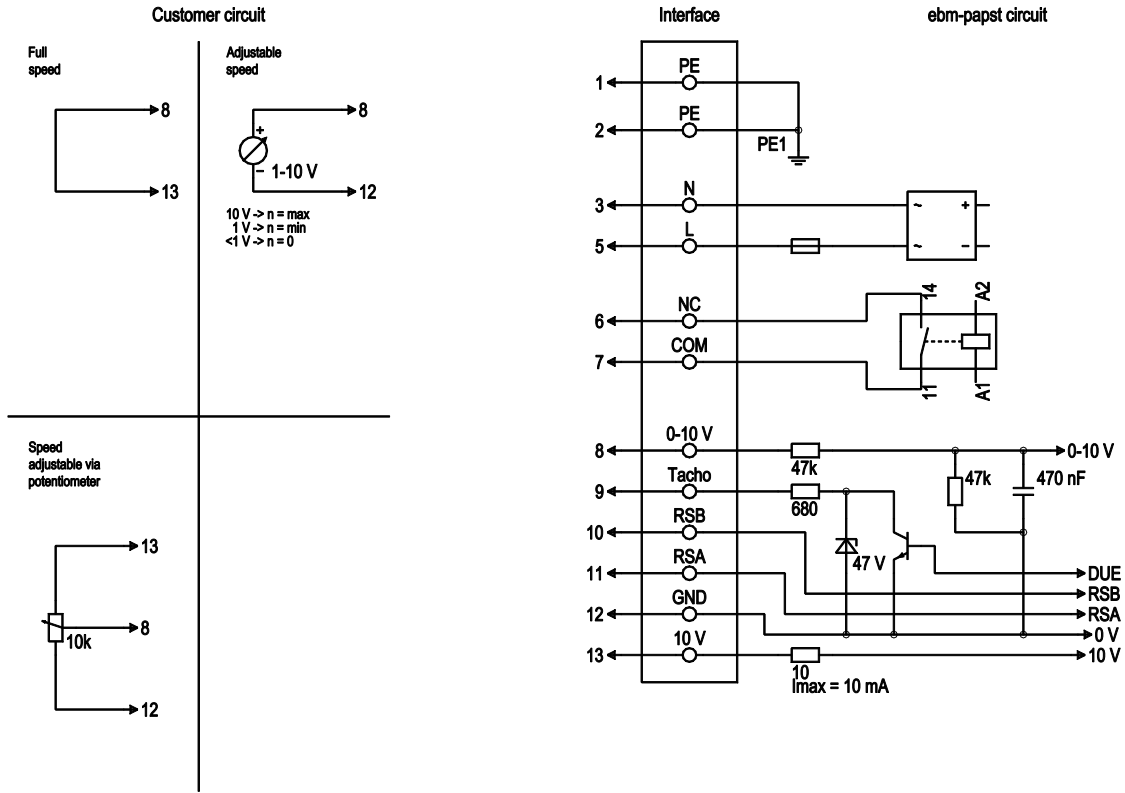 Customer circuit
Interface
ebm-papst circuit
Full
speed
8
13
Adjustable
speed
8
+
−
1-10 V
12
10 V -> n = max
1 V -> n = min
<1 V -> n = 0
Speed
adjustable via
potentiometer
13
8
10k
12
1
PE
2
PE
PE1
3
N
~
+
5
L
~
−
14
A2
6
NC
7
COM
11
A1
8
0-10 V
47k
47k
470 nF
0-10 V
9
Tacho
680
10
RSB
47 V
11
RSA
DUE
RSB
12
GND
RSA
0 V
13
10 V
10
10 V
Imax = 10 mA